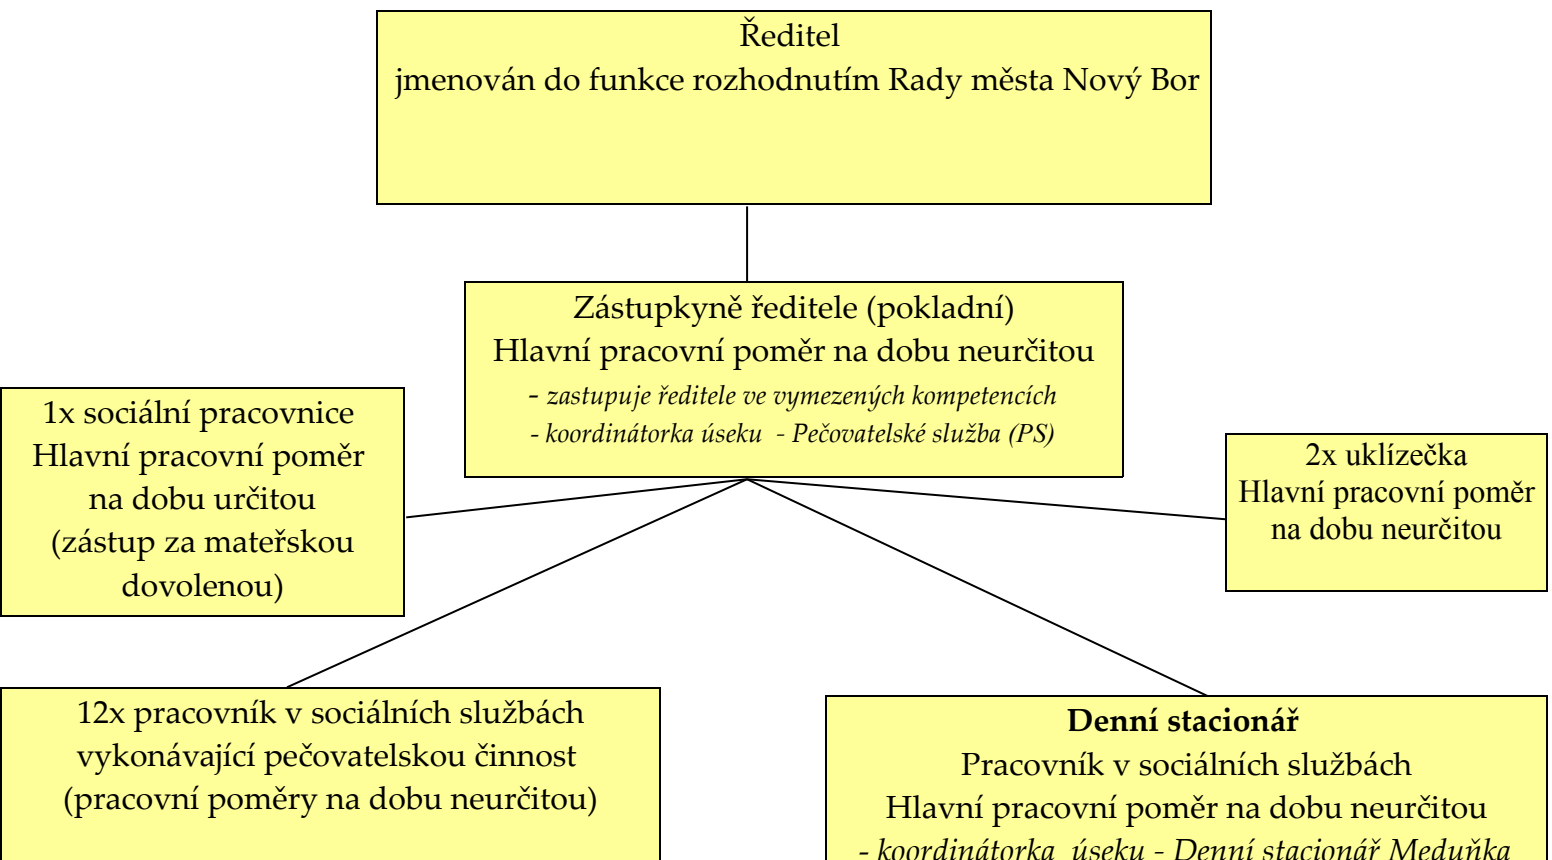 Ředitel
jmenován do funkce rozhodnutím Rady města Nový Bor
Zástupkyně ředitele (pokladní)
Hlavní pracovní poměr na dobu neurčitou
- zastupuje ředitele ve vymezených kompetencích
- koordinátorka úseku - Pečovatelské služba (PS)
1x sociální pracovnice
Hlavní pracovní poměr
na dobu určitou
(zástup za mateřskou
dovolenou)
2x uklízečka
Hlavní pracovní poměr
na dobu neurčitou
12x pracovník v sociálních službách
vykonávající pečovatelskou činnost
(pracovní poměry na dobu neurčitou)
Denní stacionář
Pracovník v sociálních službách
Hlavní pracovní poměr na dobu neurčitou
- koordinátorka úseku - Denní stacionář Meduňka